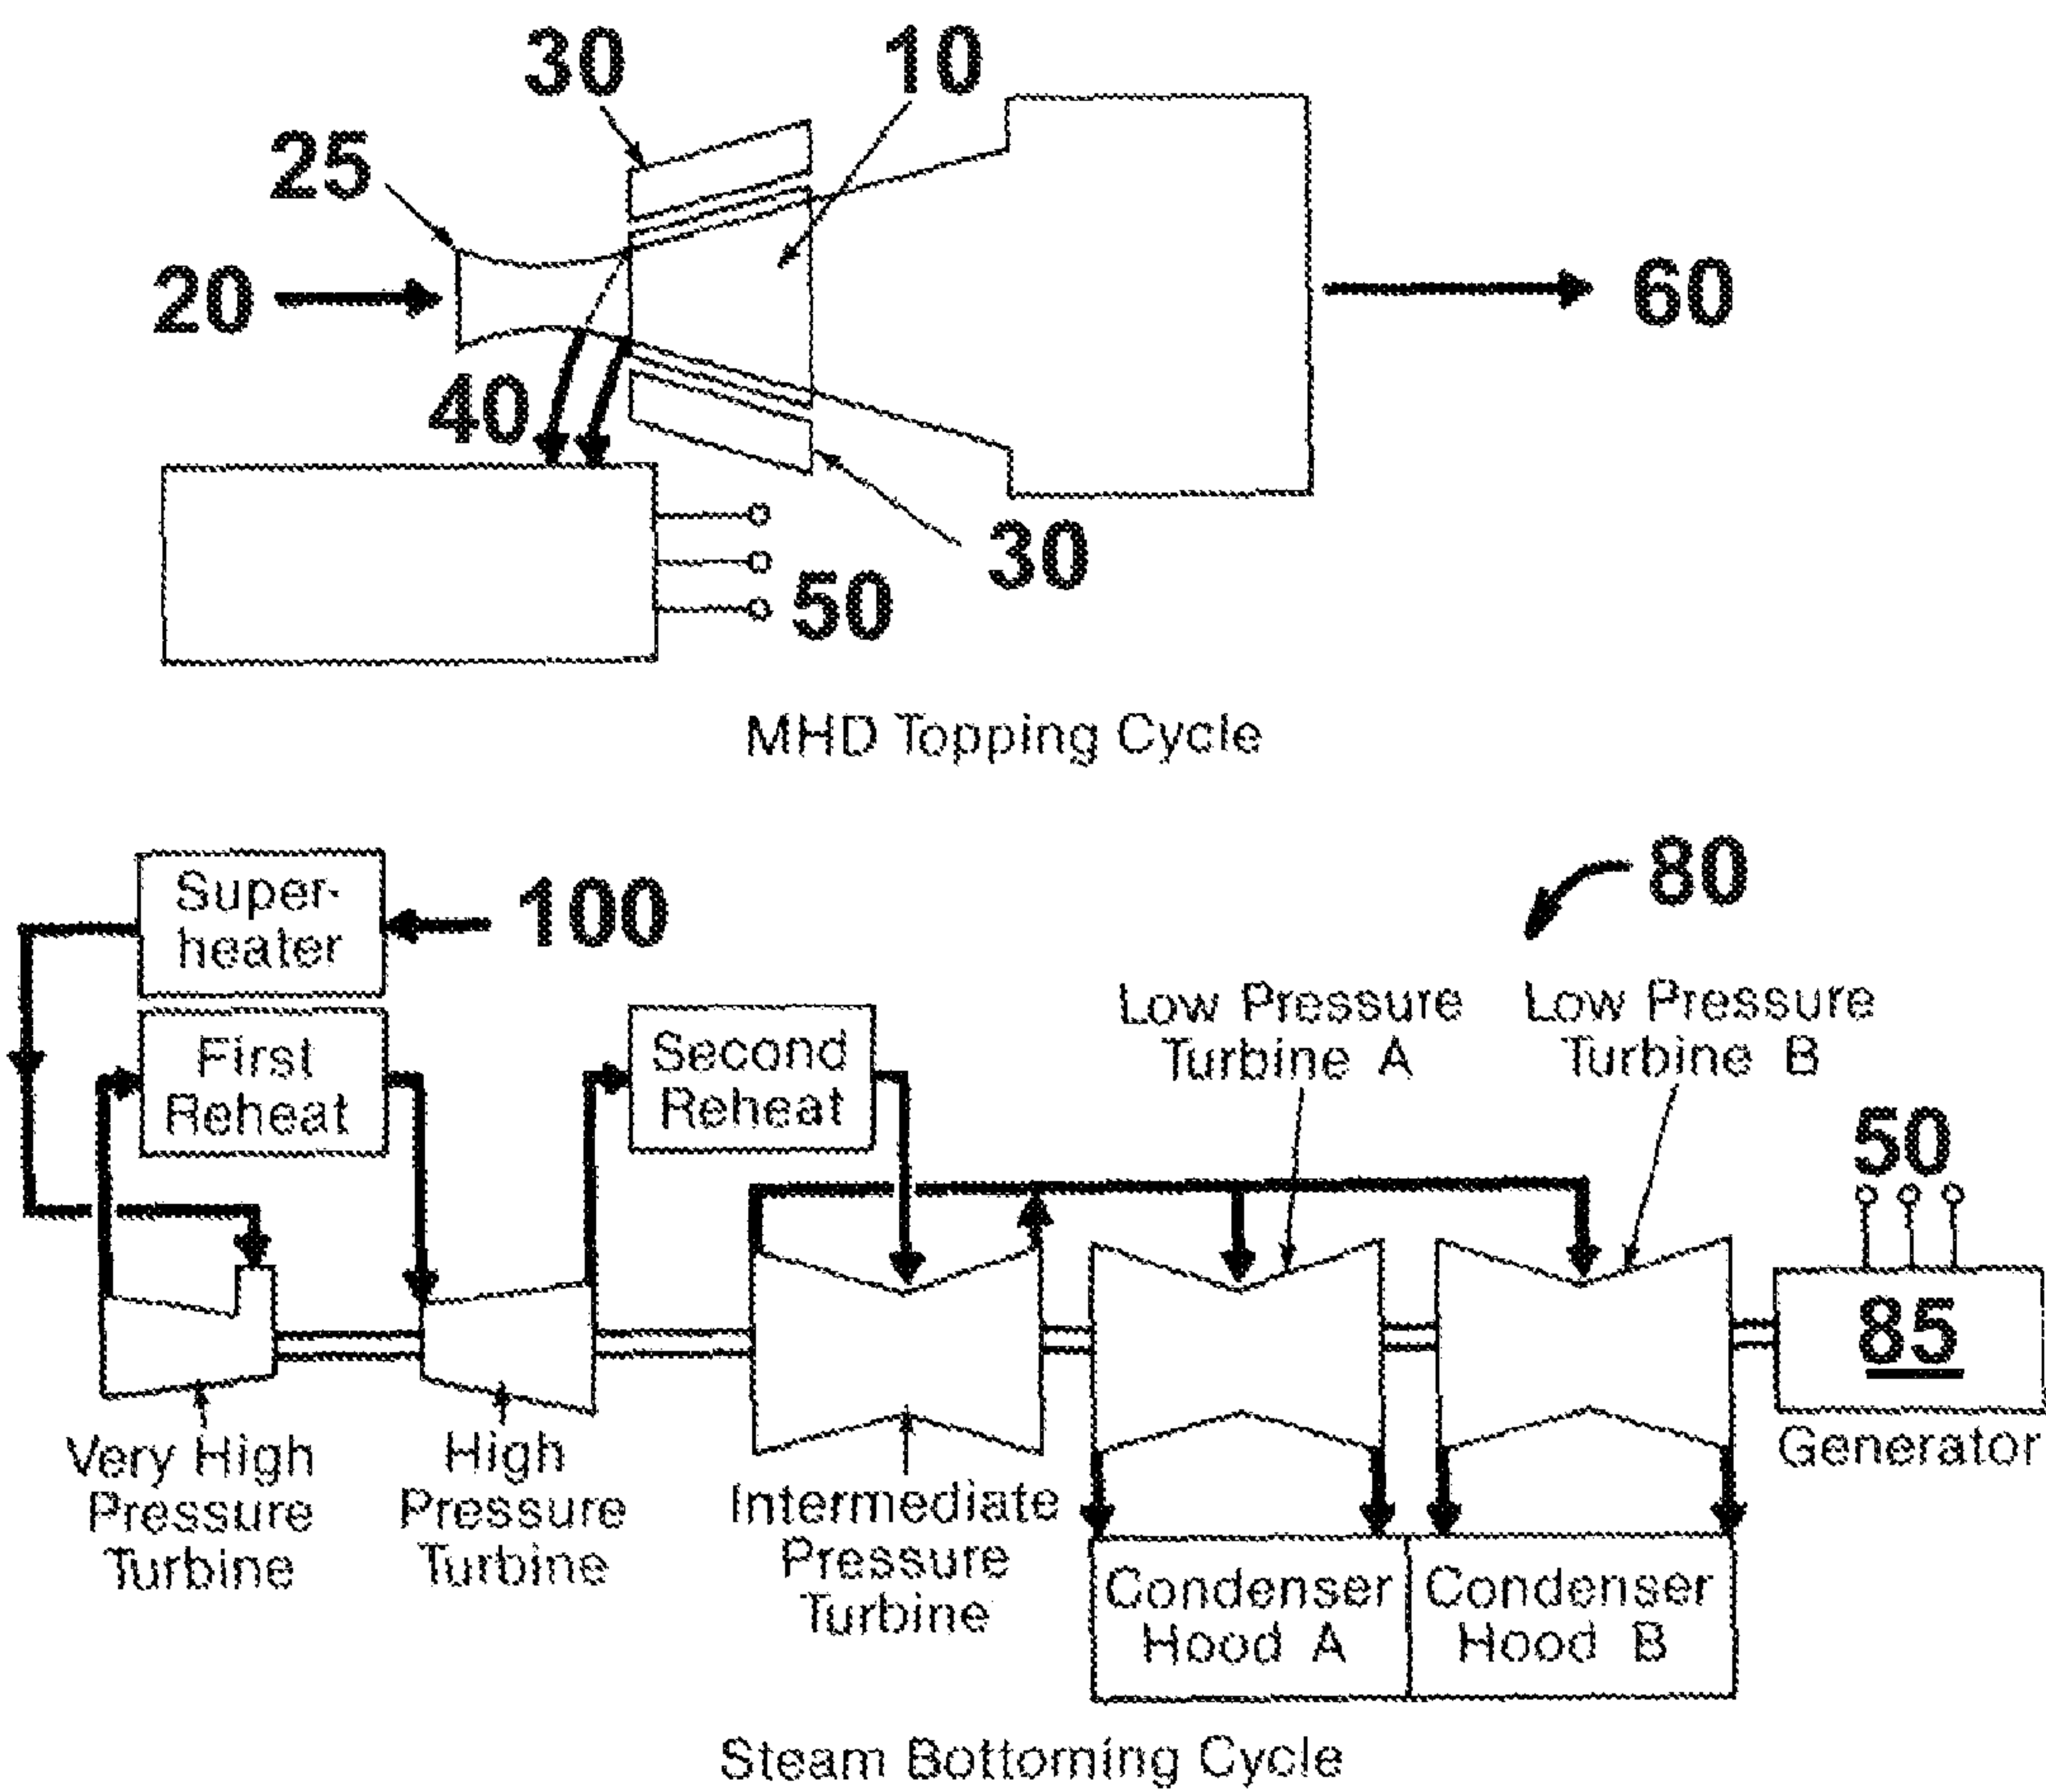 30
10
25
20
60
40
30
50
MHD Topping Cycle
80
Super-
heater
100
Low Pressure
Turbine A
Low Pressure
Turbine B
First
Reheat
Second
Reheat
50
85
Generator
Very High
Pressure
Turbine
High
Pressure
Turbine
Intermediate
Pressure
Turbine
Condenser
Hood A
Condenser
Hood B
Steam Bottoming Cycle